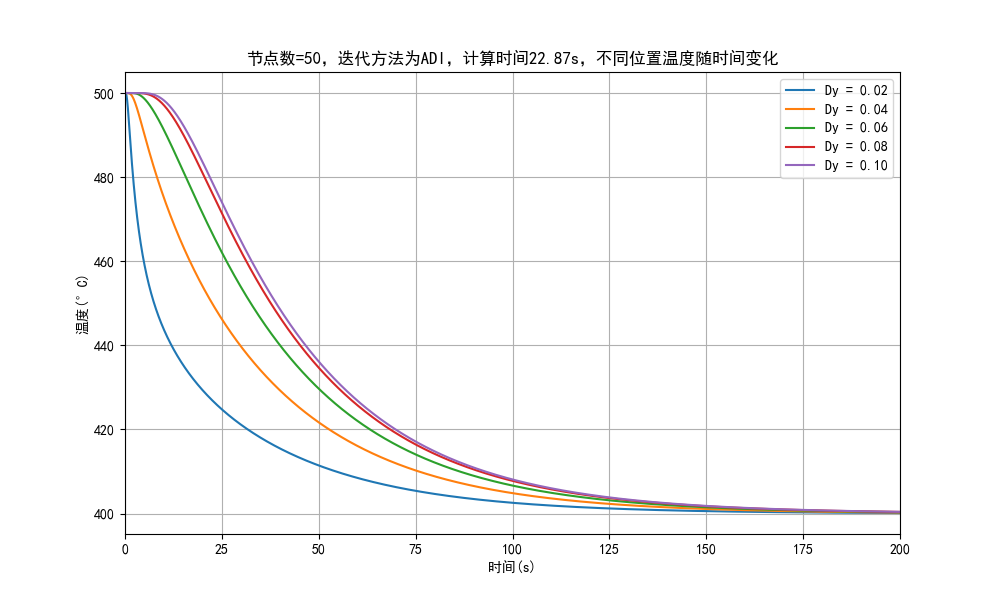 节点数=50，迭代方法为ADI，计算时间22.87s，不同位置温度随时间变化
Dy = 0.02
Dy = 0.04
Dy = 0.06
Dy = 0.08
Dy = 0.10
温度(°C)
500
480
460
440
420
400
0 25 50 75 100 125 150 175 200
时间(s)